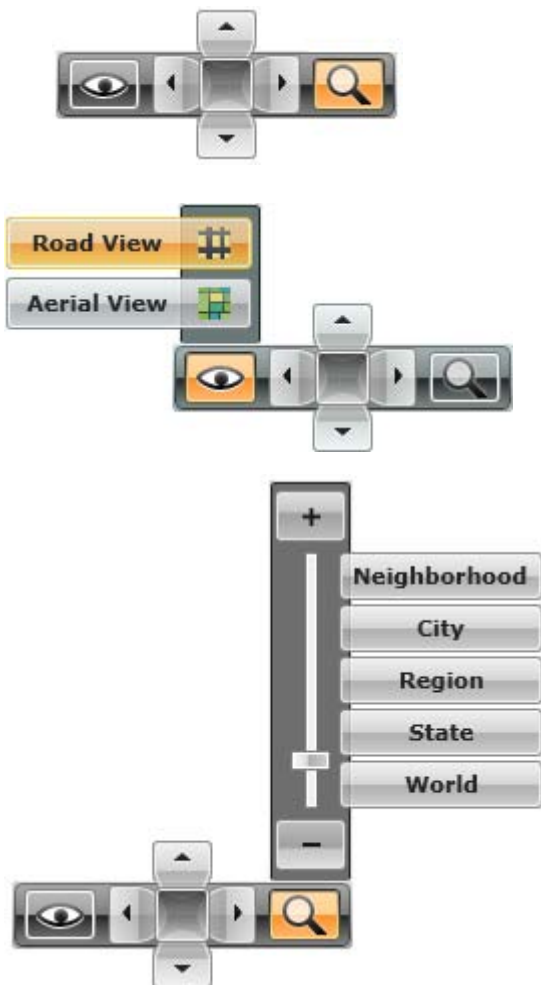 Road View
Aerial View
+
Neighborhood
City
Region
State
World
−